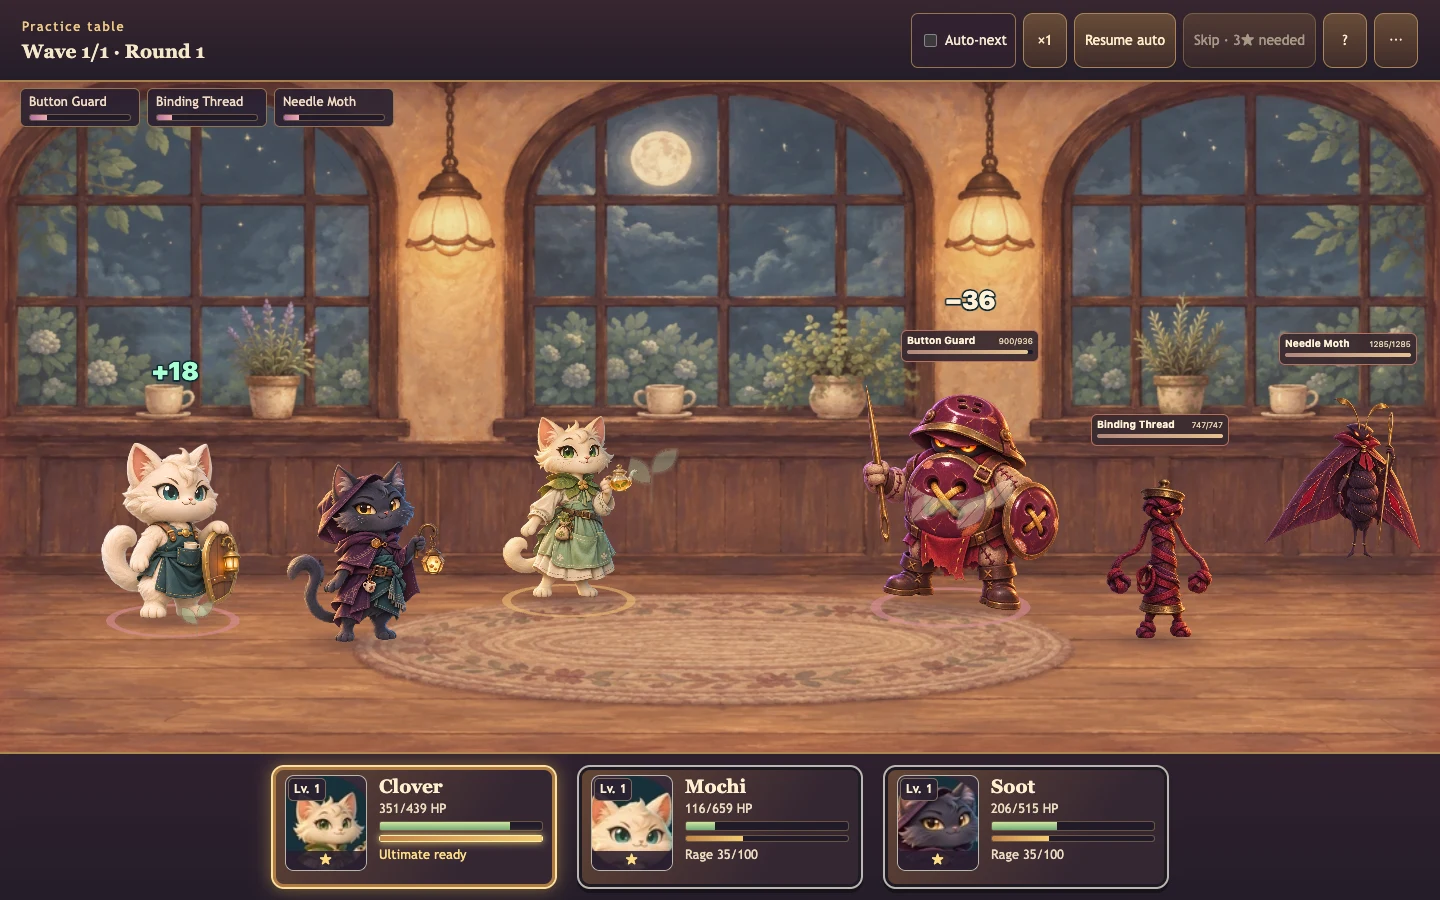 Practice table
Wave 1/1 · Round 1
Auto-next
×1
Resume auto
Skip · 3★ needed
?
···
Button Guard
Binding Thread
Needle Moth
+18
−36
Button Guard 900/936
Needle Moth 1285/1285
Binding Thread 747/747
Lv. 1
Clover
351/439 HP
Ultimate ready
Lv. 1
Mochi
116/659 HP
Rage 35/100
Lv. 1
Soot
206/515 HP
Rage 35/100